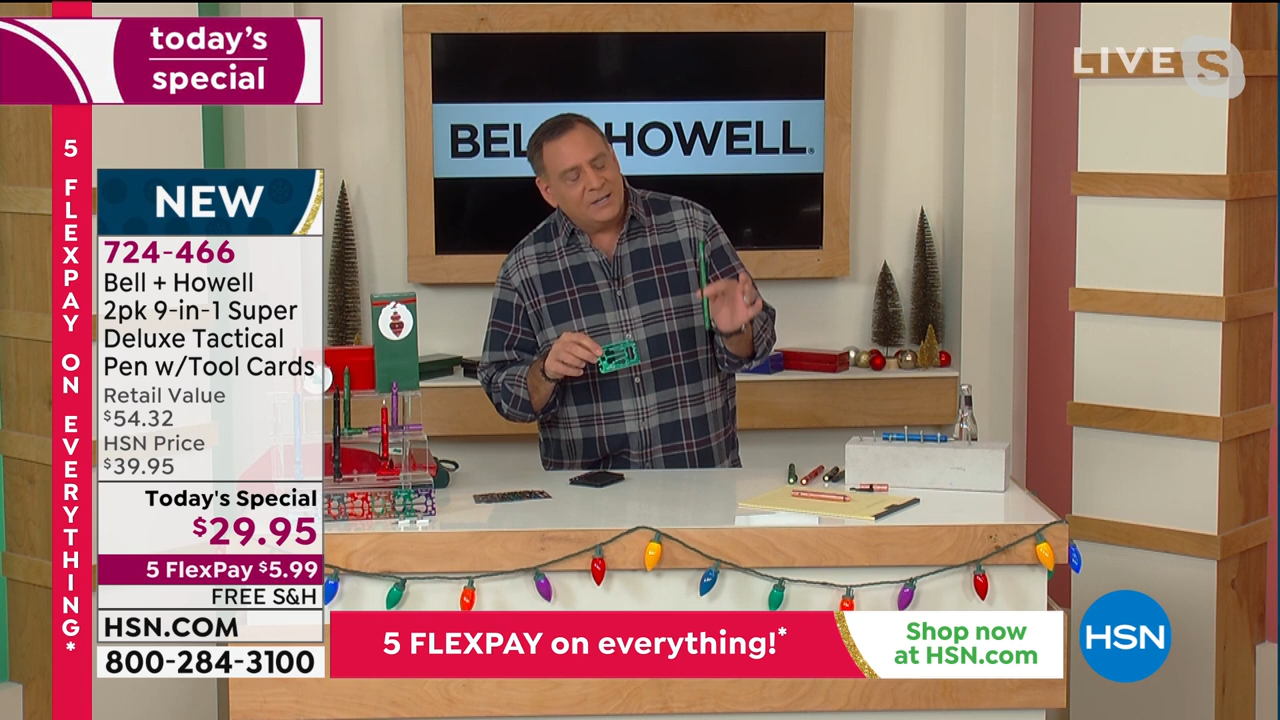 today's
special
LIVE S
5 FLEXPAY ON EVERYTHING*
BELL HOWELL®
NEW
724-466
Bell + Howell
2pk 9-in-1 Super
Deluxe Tactical
Pen w/Tool Cards
Retail Value
$54.32
HSN Price
$39.95
Today's Special
$29.95
5 FlexPay $5.99
FREE S&H
HSN.COM
800-284-3100
5 FLEXPAY on everything!*
Shop now
at HSN.com
HSN